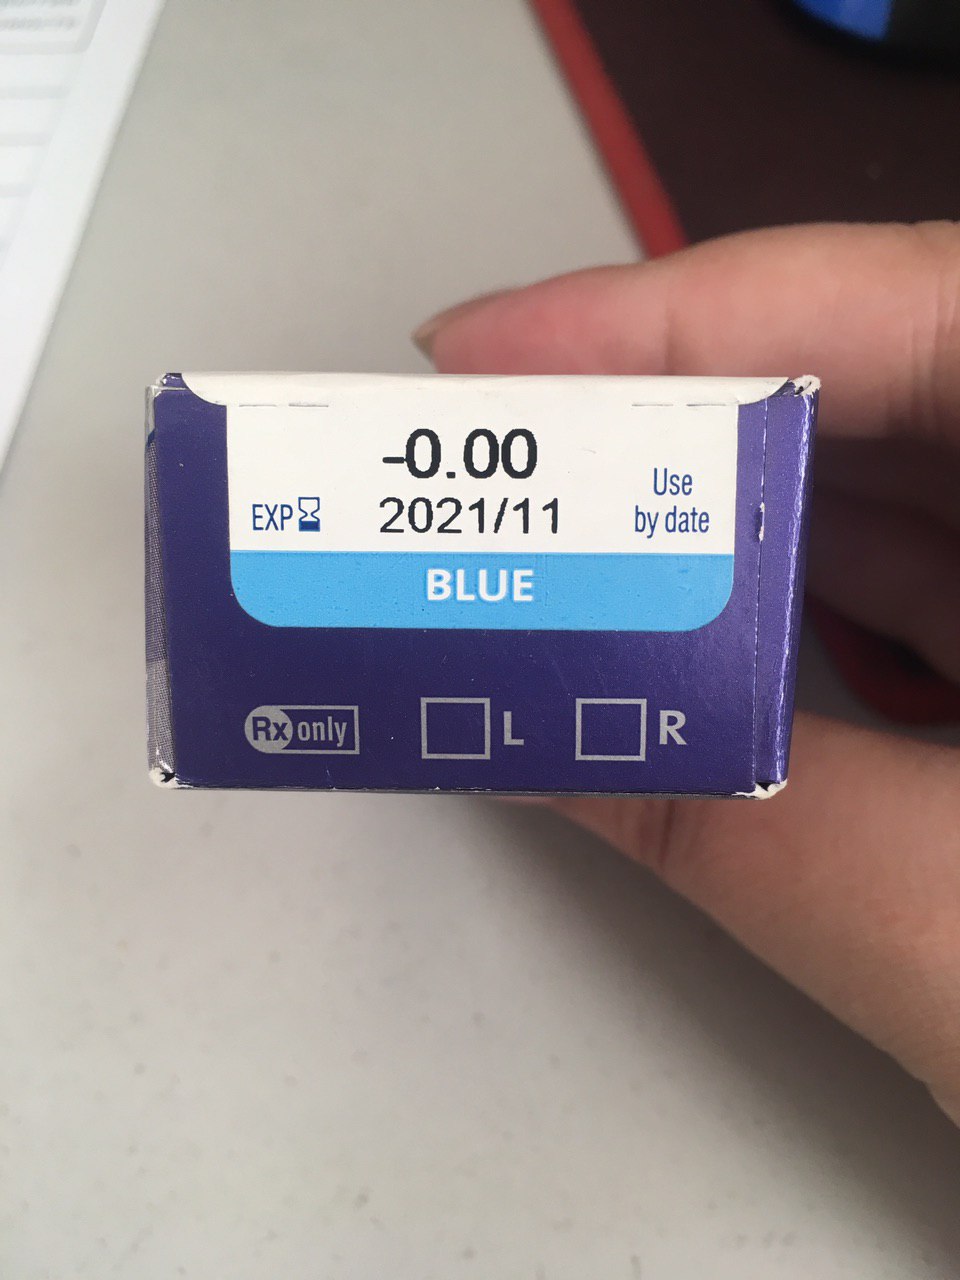 -0.00
EXP 2021/11 Use by date
BLUE
Rx only L R